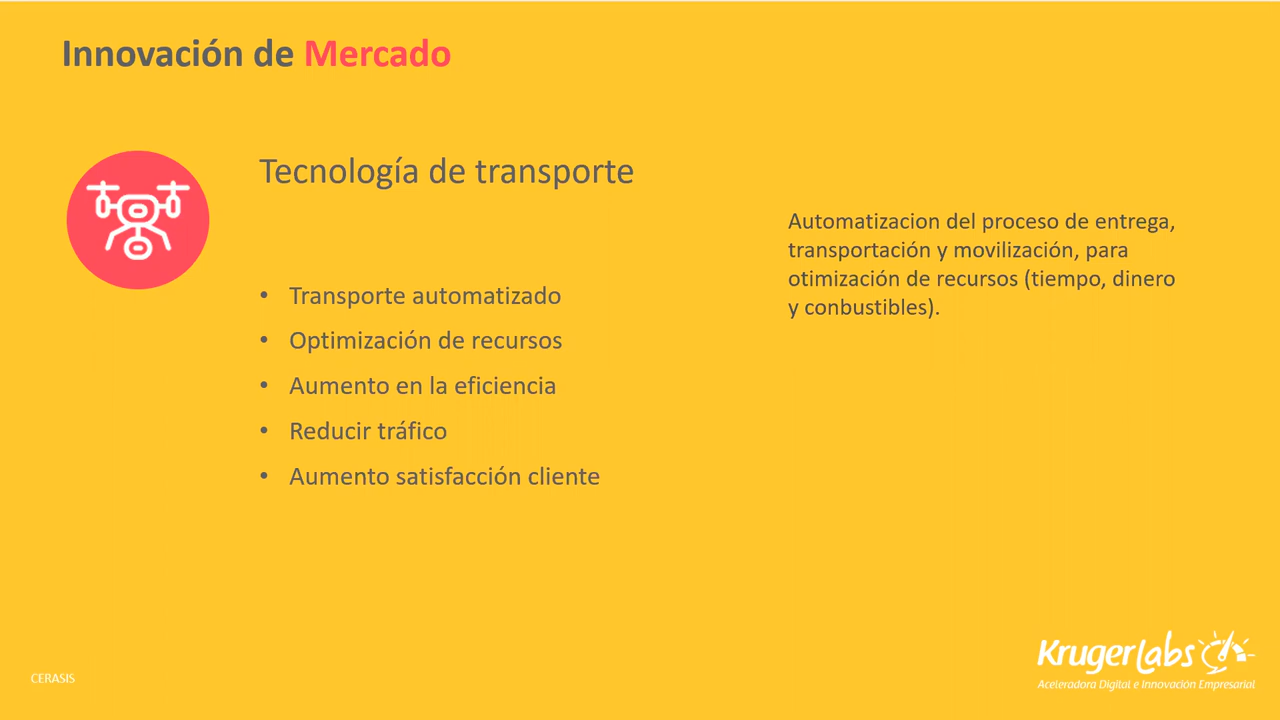 Innovación de Mercado
Tecnología de transporte
• Transporte automatizado
• Optimización de recursos
• Aumento en la eficiencia
• Reducir tráfico
• Aumento satisfacción cliente
Automatizacion del proceso de entrega,
transportación y movilización, para
otimización de recursos (tiempo, dinero
y conbustibles).
CERASIS
KrugerLabs
Aceleradora Digital e Innovación Empresarial